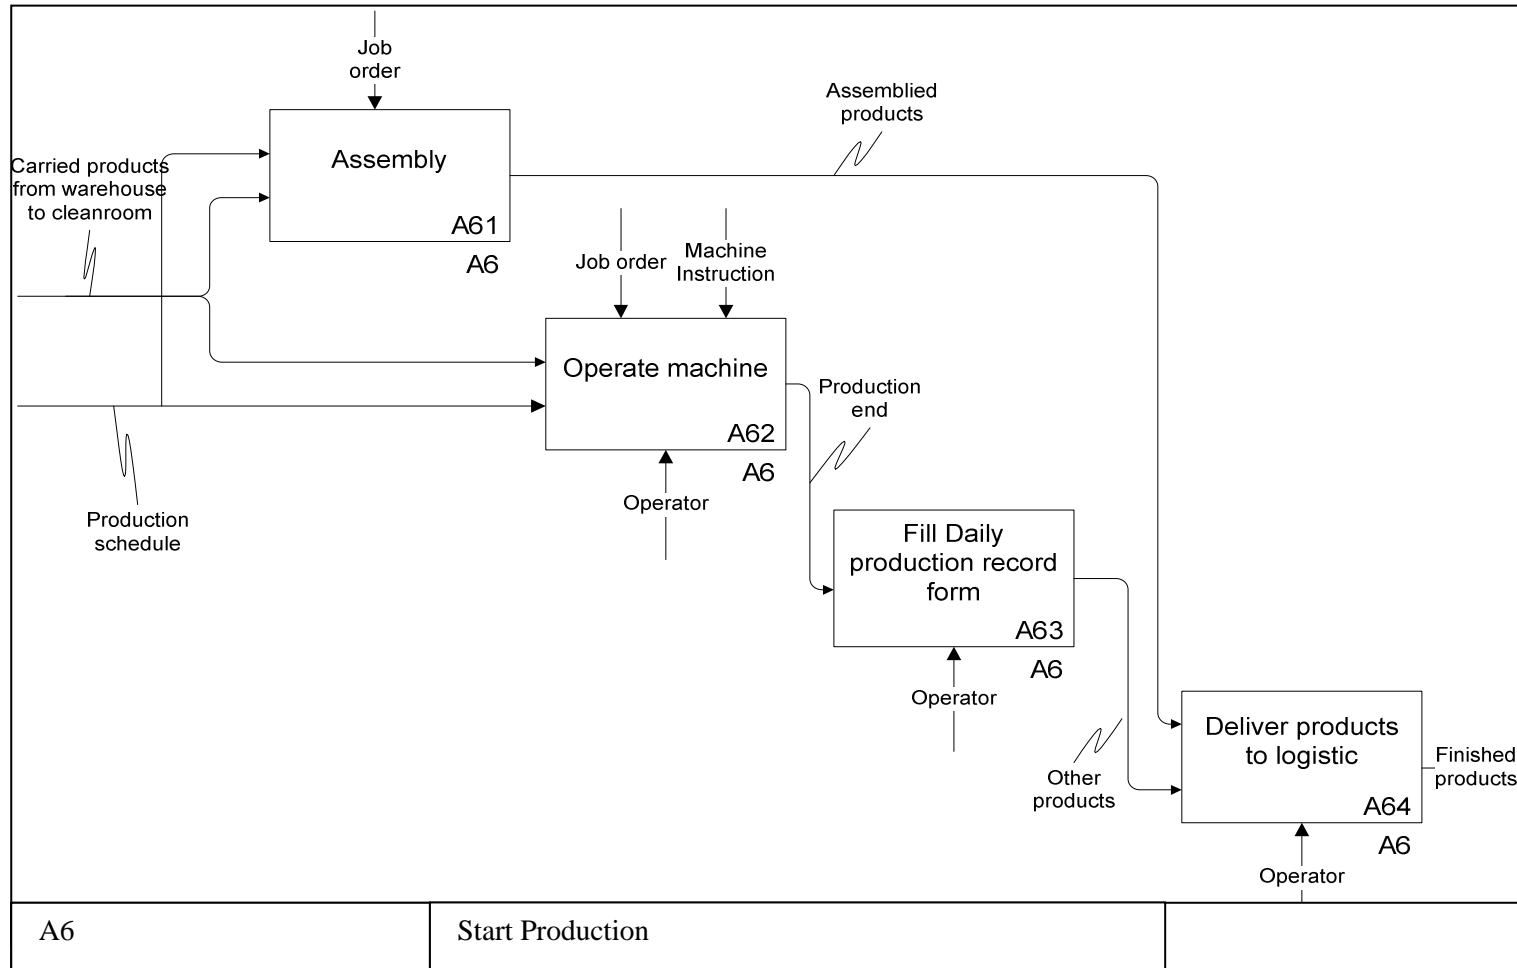 Job
order
Assemblied
products
Assembly
Carried products
from warehouse
to cleanroom
A61
A6
Job order
Machine
Instruction
Operate machine
Production
end
A62
A6
Operator
Production
schedule
Fill Daily
production record
form
A63
A6
Operator
Deliver products
to logistic
Finished
products
Other
products
A64
A6
Operator
A6
Start Production